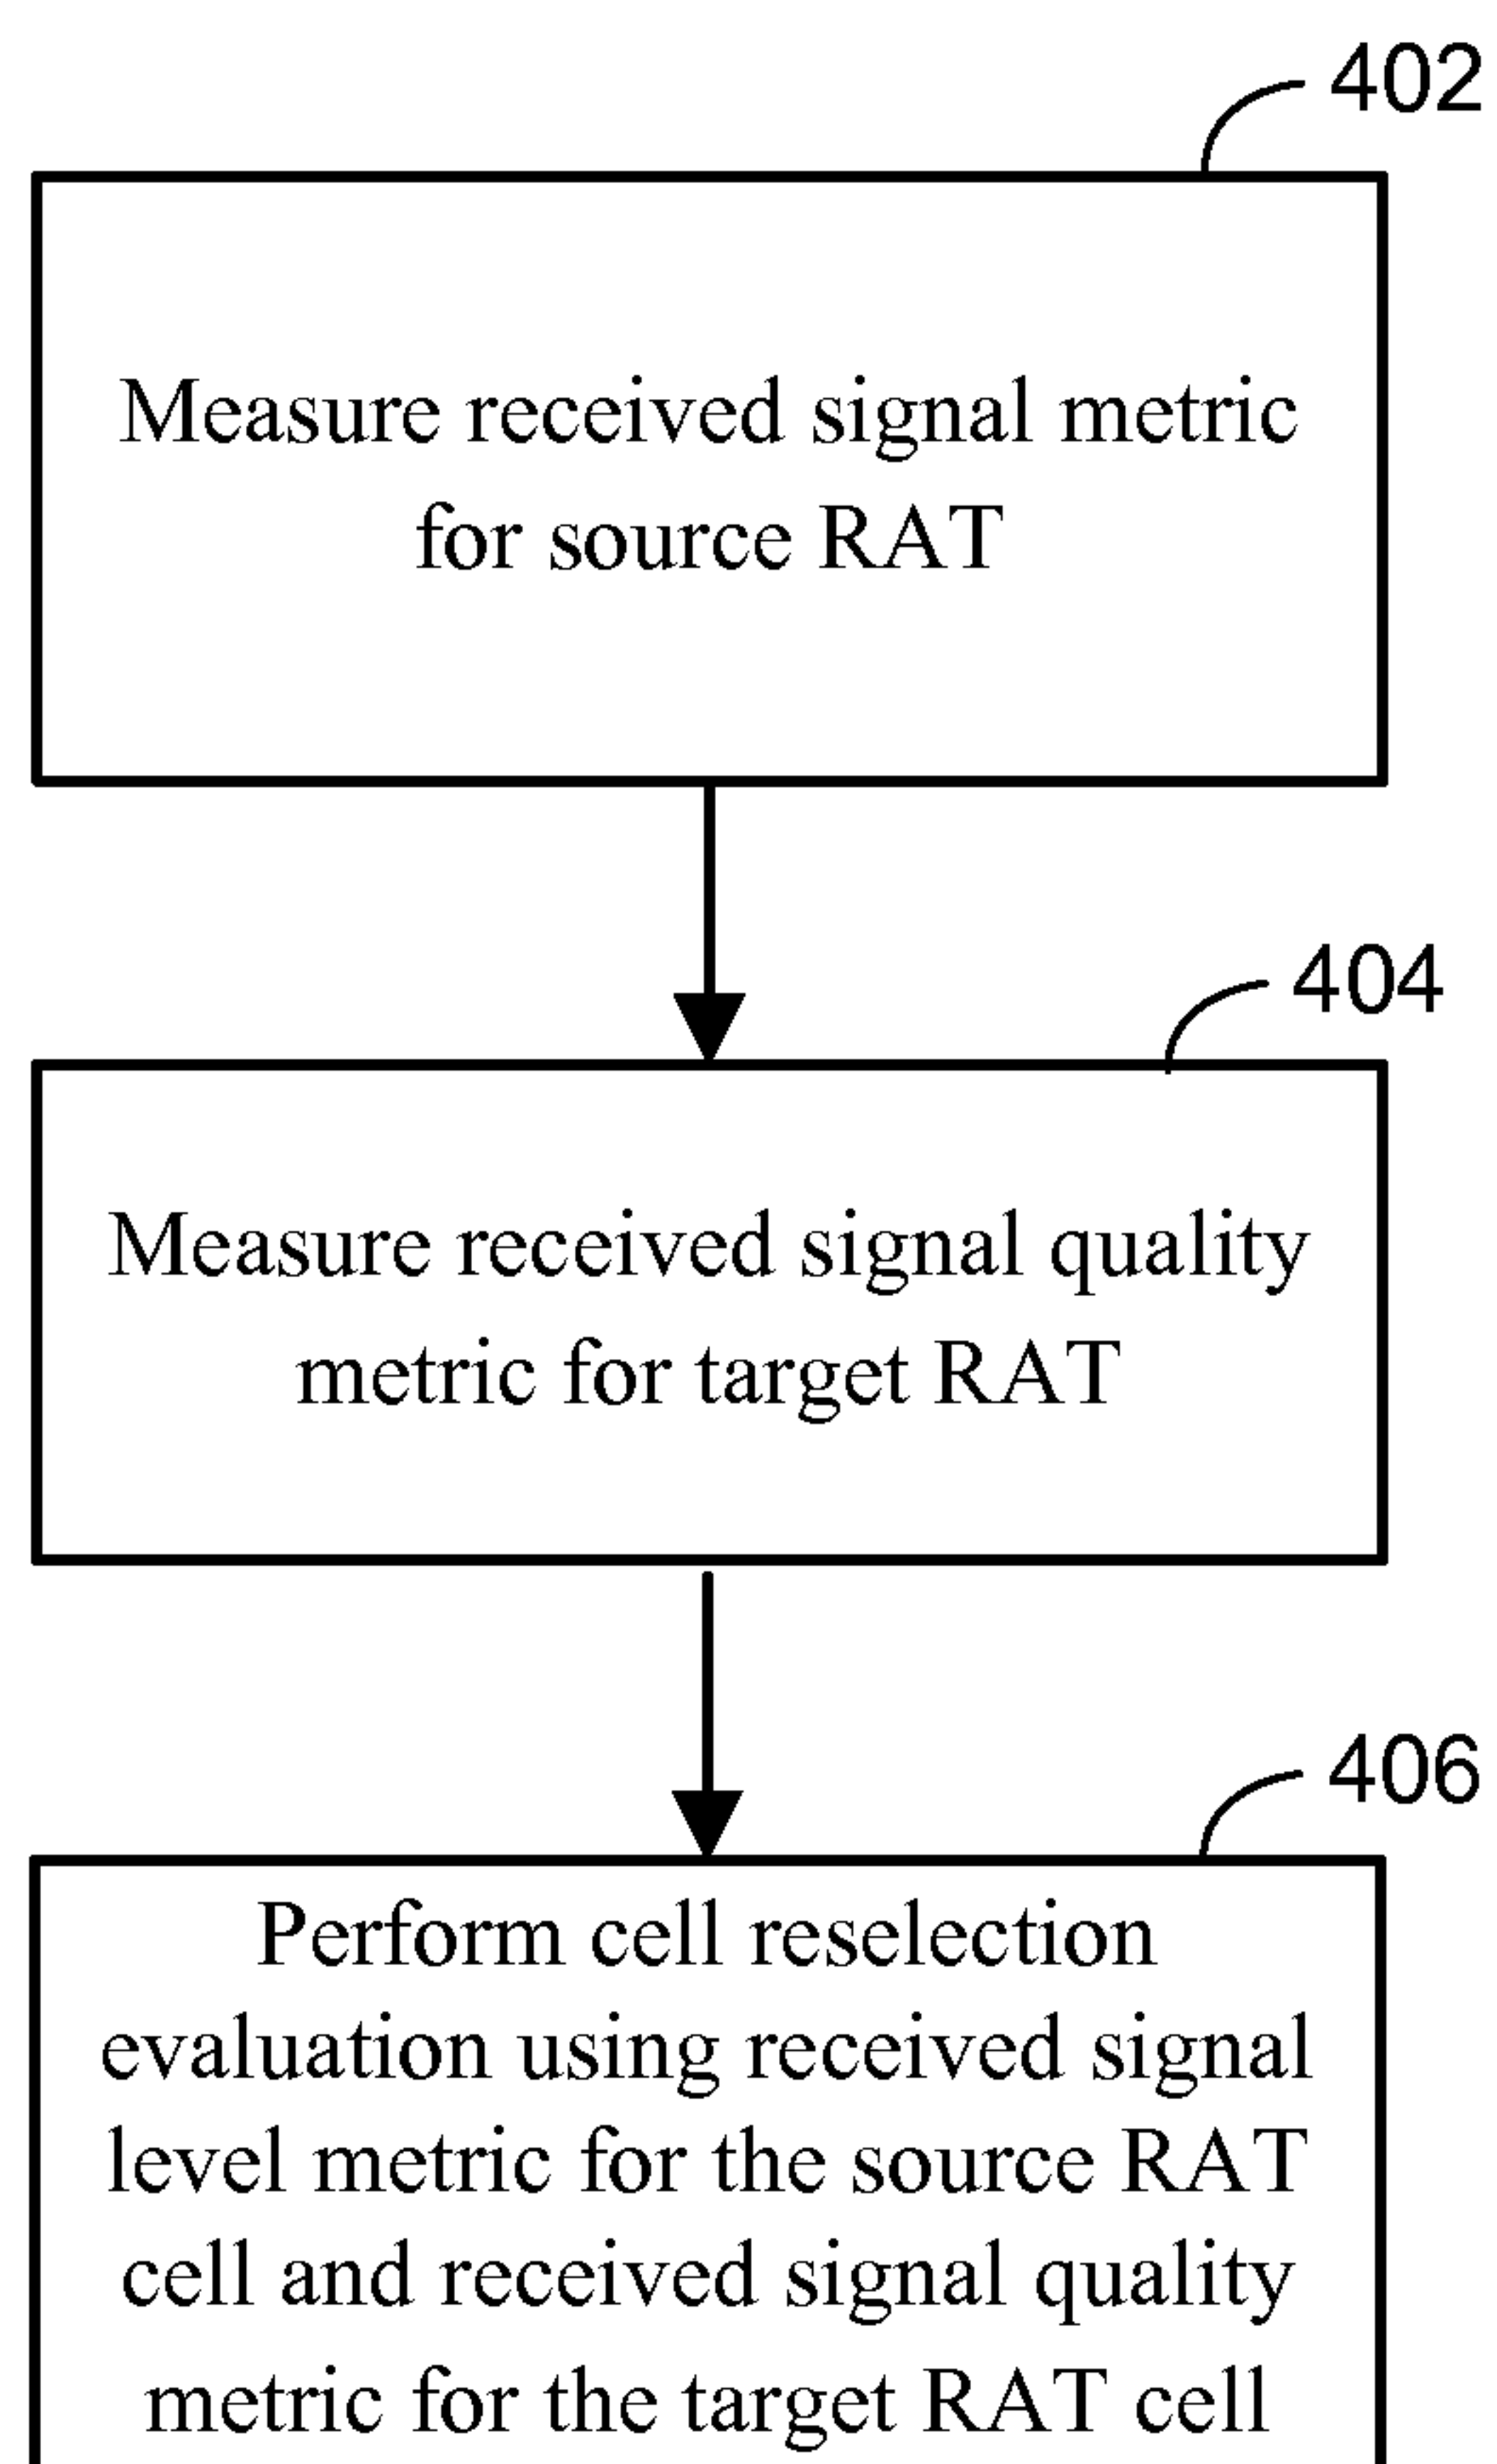 402
Measure received signal metric
for source RAT
404
Measure received signal quality
metric for target RAT
406
Perform cell reselection
evaluation using received signal
level metric for the source RAT
cell and received signal quality
metric for the target RAT cell